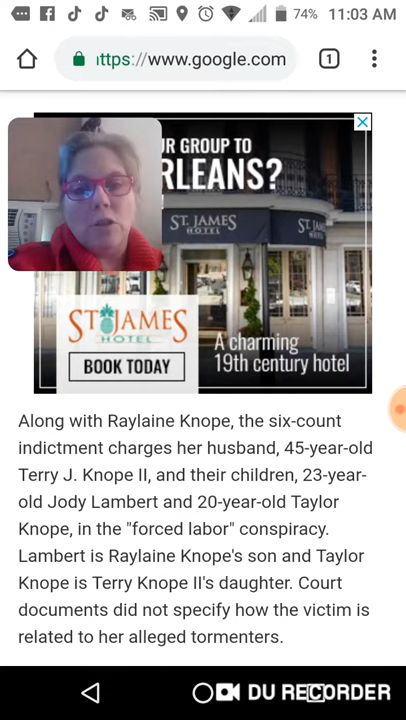 74% 11:03 AM
ttps://www.google.com
1
UR GROUP TO
RLEANS?
ST. JAMES
HOTEL
ST. J
ST JAMES
HOTEL
BOOK TODAY
A charming
19th century hotel
Along with Raylaine Knope, the six-count
indictment charges her husband, 45-year-old
Terry J. Knope II, and their children, 23-year-
old Jody Lambert and 20-year-old Taylor
Knope, in the "forced labor" conspiracy.
Lambert is Raylaine Knope's son and Taylor
Knope is Terry Knope II's daughter. Court
documents did not specify how the victim is
related to her alleged tormenters.
DU RECORDER